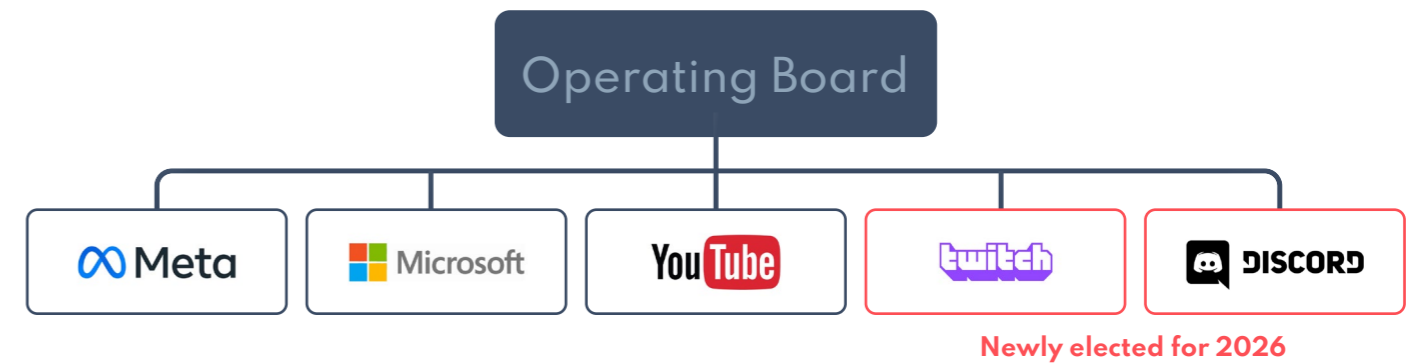 Operating Board
Meta
Microsoft
YouTube
twitch
DISCORD
Newly elected for 2026